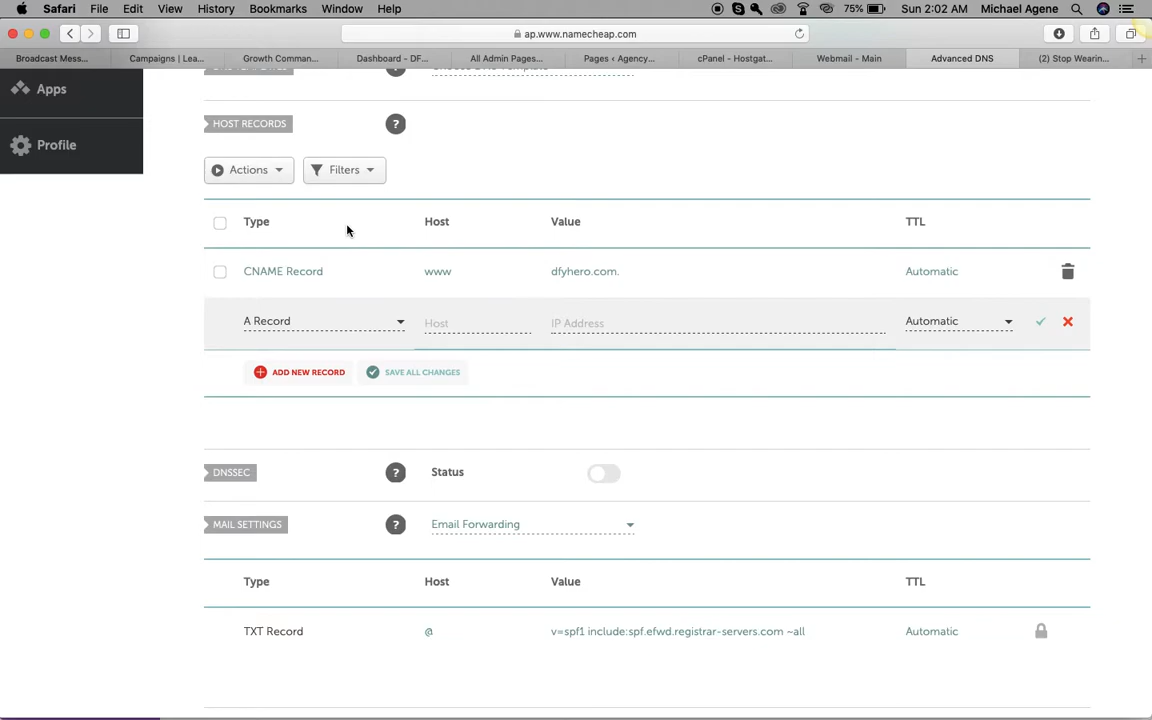 Safari File Edit View History Bookmarks Window Help 75% Sun 2:02 AM Michael Agene
ap.www.namecheap.com
Broadcast Mess... Campaigns | Lea... Growth Comman... Dashboard - DF... All Admin Pages... Pages ‹ Agency... cPanel - Hostgat... Webmail - Main Advanced DNS (2) Stop Wearin...
Apps
HOST RECORDS ?
Profile
Actions Filters
Type Host Value TTL
CNAME Record www dfyhero.com. Automatic
A Record Host IP Address Automatic
ADD NEW RECORD SAVE ALL CHANGES
DNSSEC ? Status
MAIL SETTINGS ? Email Forwarding
Type Host Value TTL
TXT Record @ v=spf1 include:spf.efwd.registrar-servers.com ~all Automatic